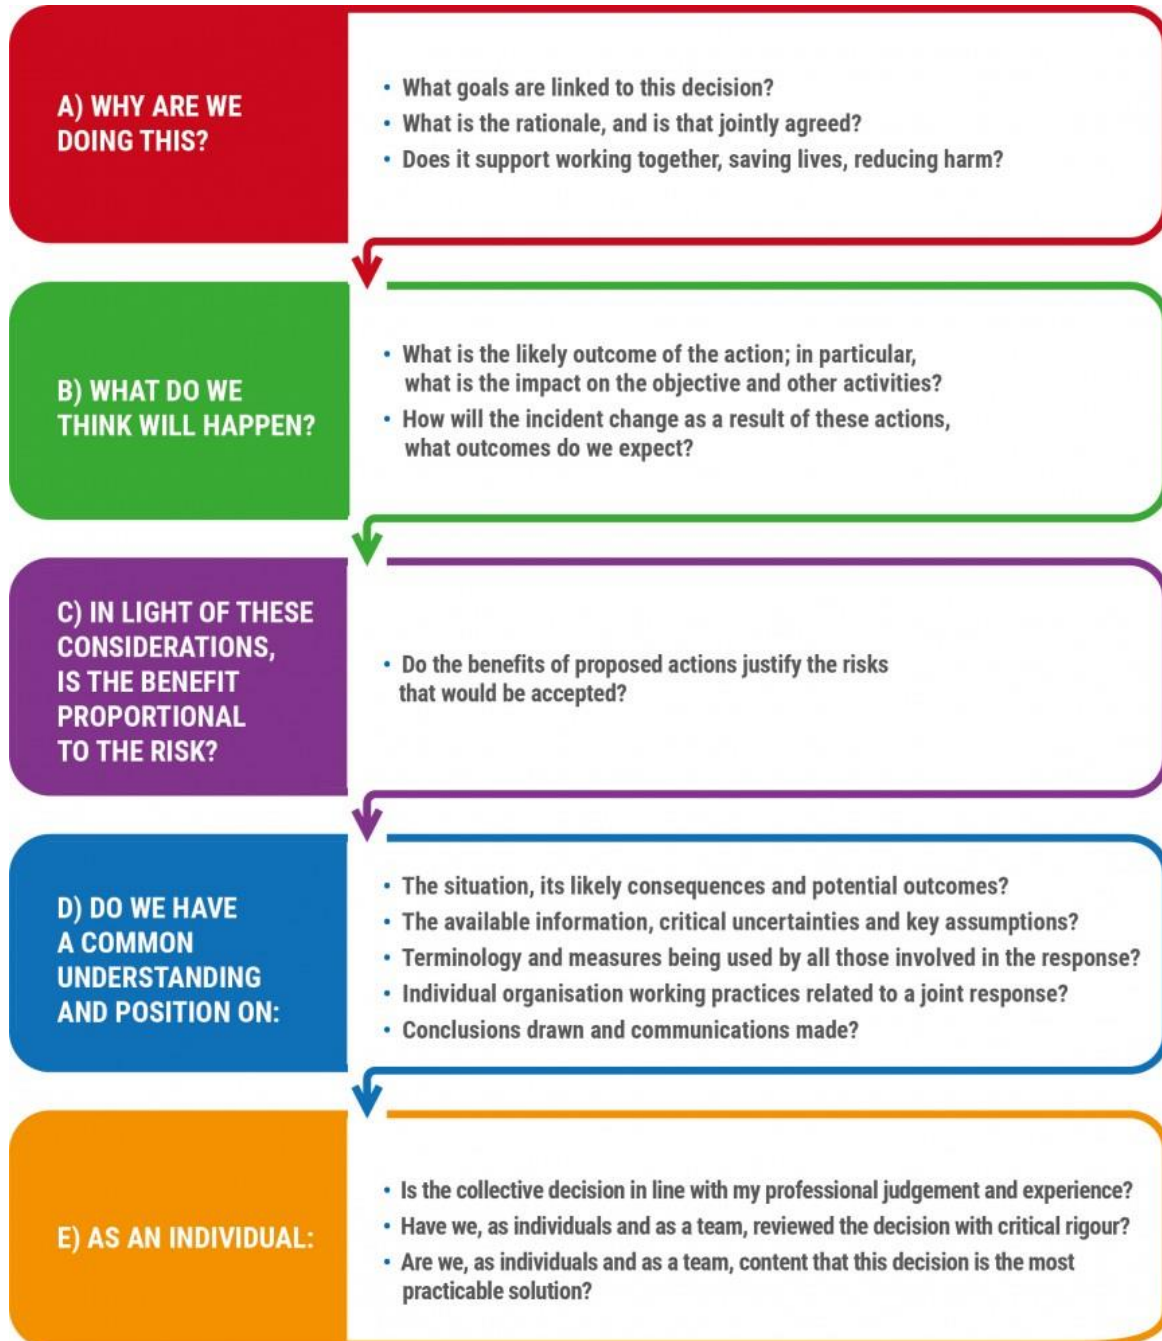 A) WHY ARE WE
DOING THIS?
• What goals are linked to this decision?
• What is the rationale, and is that jointly agreed?
• Does it support working together, saving lives, reducing harm?
B) WHAT DO WE
THINK WILL HAPPEN?
• What is the likely outcome of the action; in particular,
what is the impact on the objective and other activities?
• How will the incident change as a result of these actions,
what outcomes do we expect?
C) IN LIGHT OF THESE
CONSIDERATIONS,
IS THE BENEFIT
PROPORTIONAL
TO THE RISK?
• Do the benefits of proposed actions justify the risks
that would be accepted?
D) DO WE HAVE
A COMMON
UNDERSTANDING
AND POSITION ON:
• The situation, its likely consequences and potential outcomes?
• The available information, critical uncertainties and key assumptions?
• Terminology and measures being used by all those involved in the response?
• Individual organisation working practices related to a joint response?
• Conclusions drawn and communications made?
E) AS AN INDIVIDUAL:
• Is the collective decision in line with my professional judgement and experience?
• Have we, as individuals and as a team, reviewed the decision with critical rigour?
• Are we, as individuals and as a team, content that this decision is the most
practicable solution?